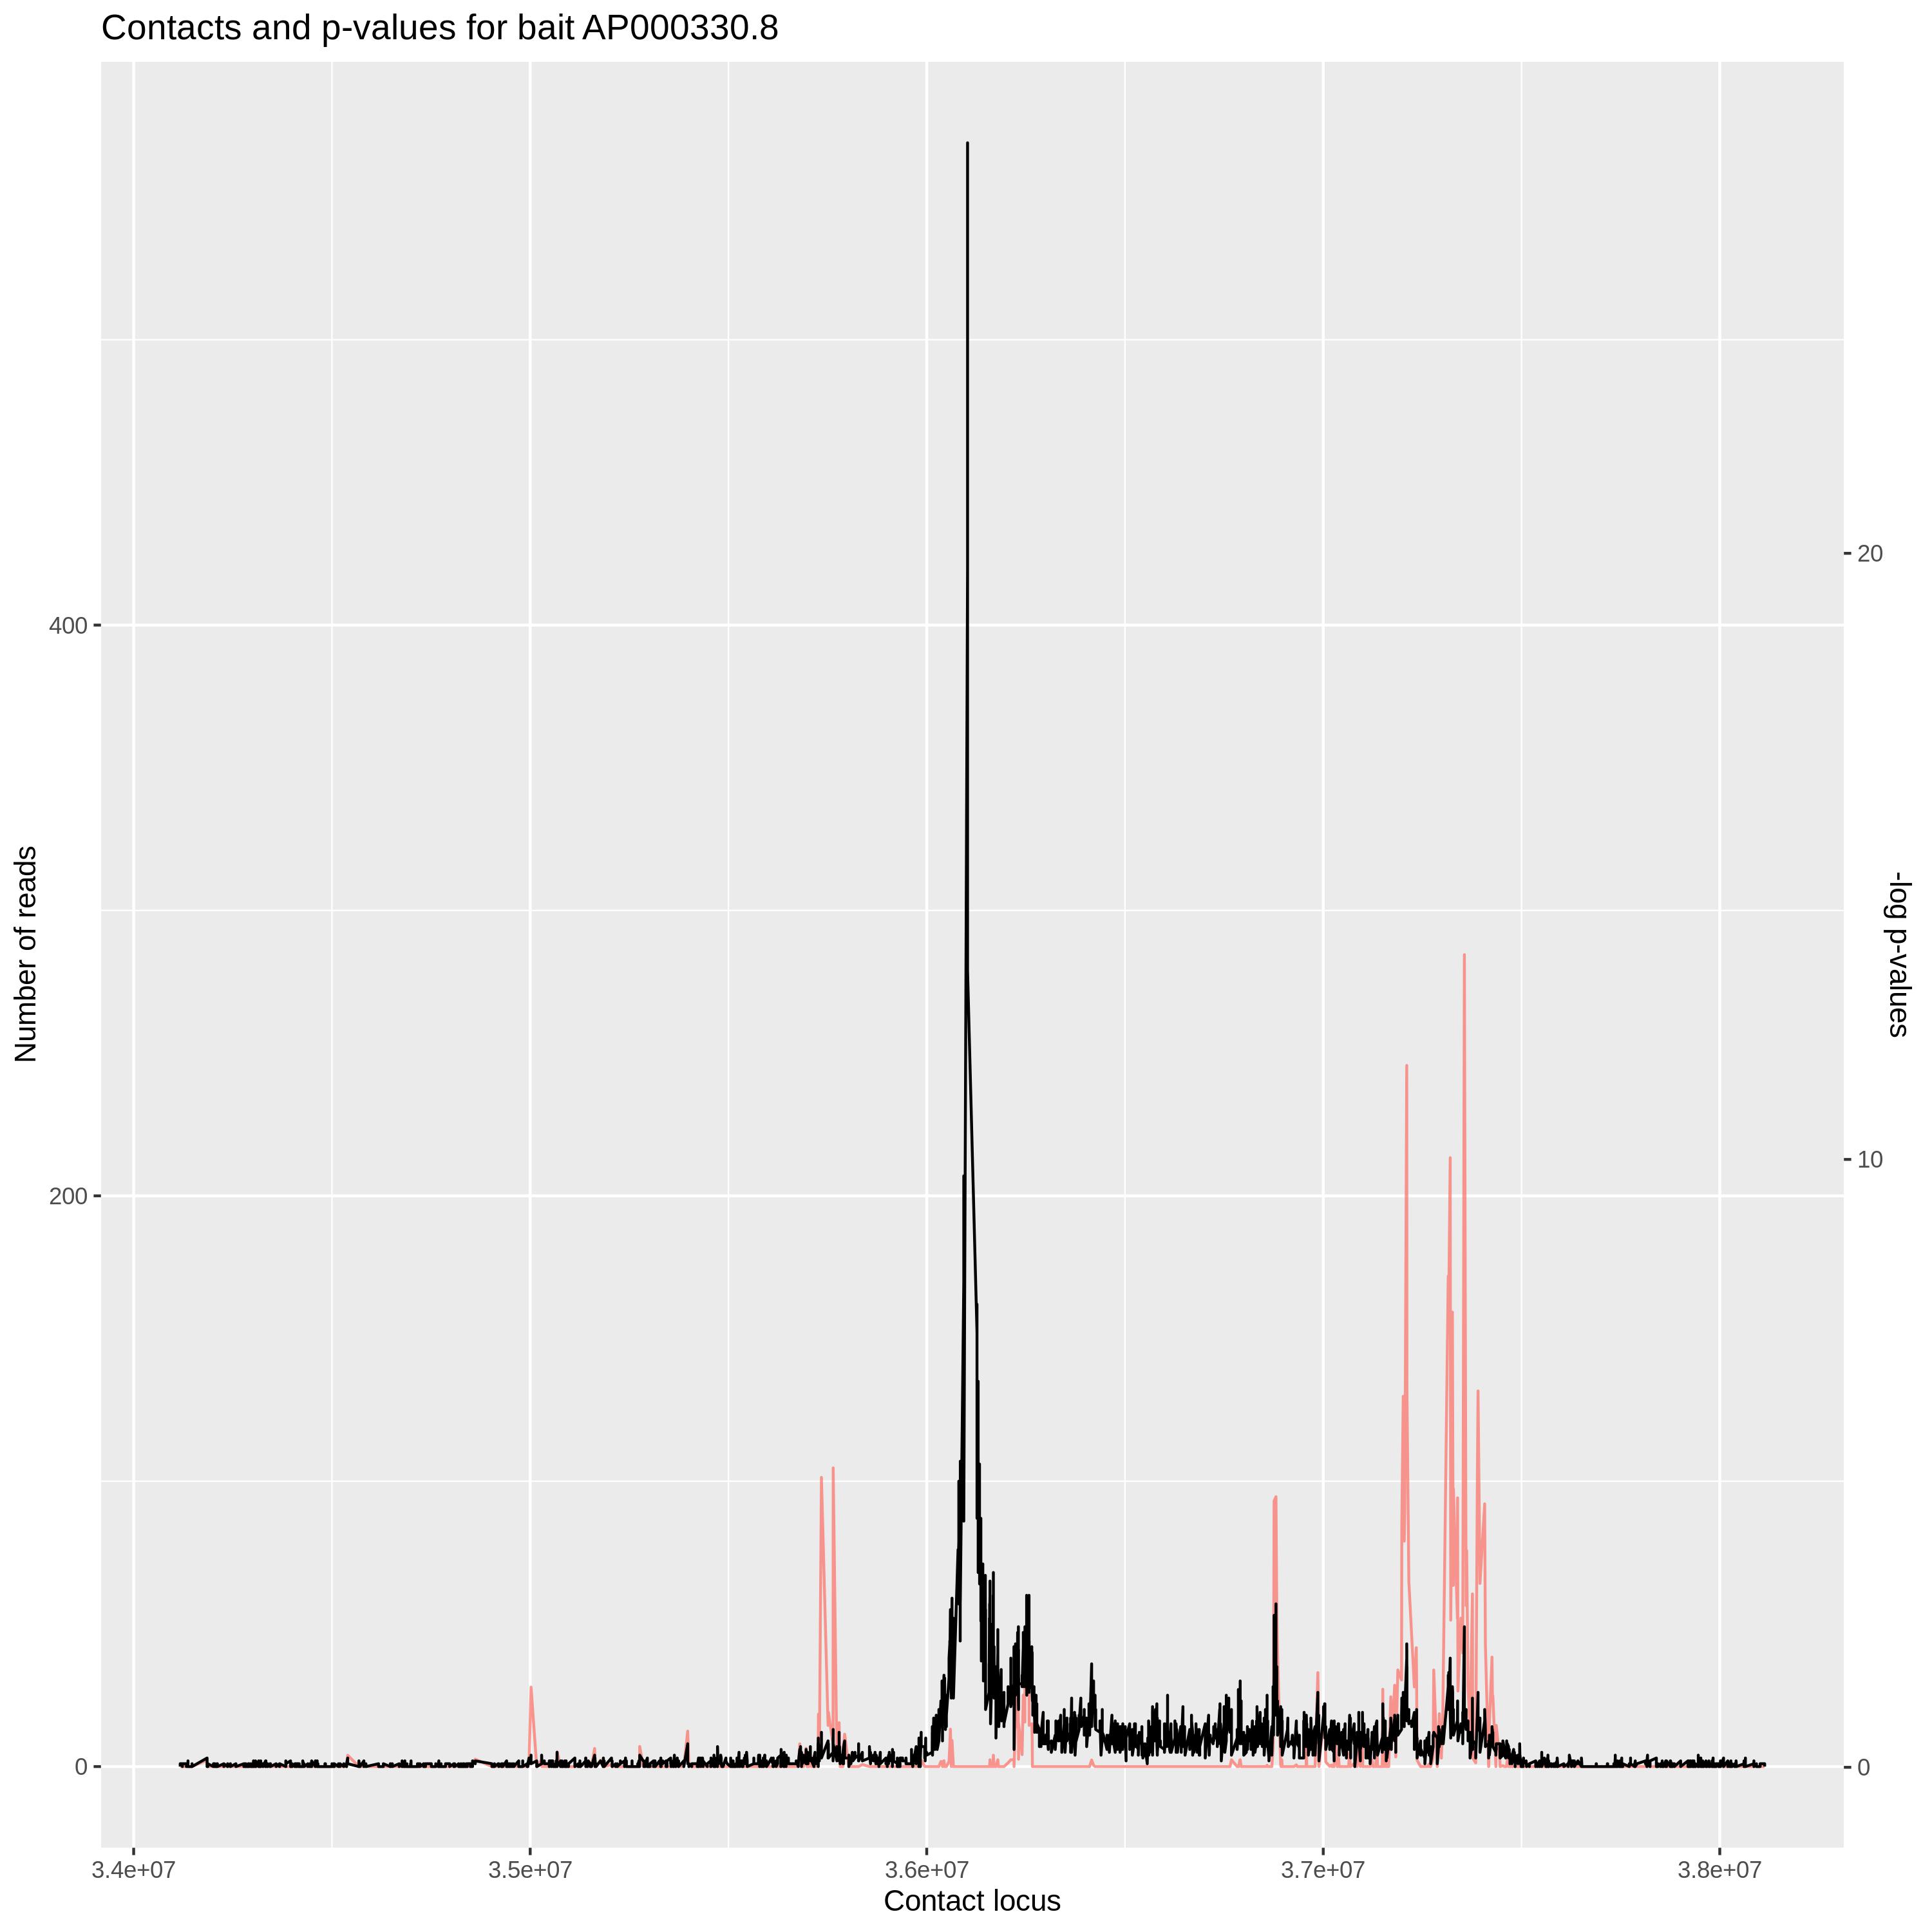 Contacts and p-values for bait AP000330.8
Number of reads
400
200
0
20
10
0
-log p-values
3.4e+07 3.5e+07 3.6e+07 3.7e+07 3.8e+07
Contact locus